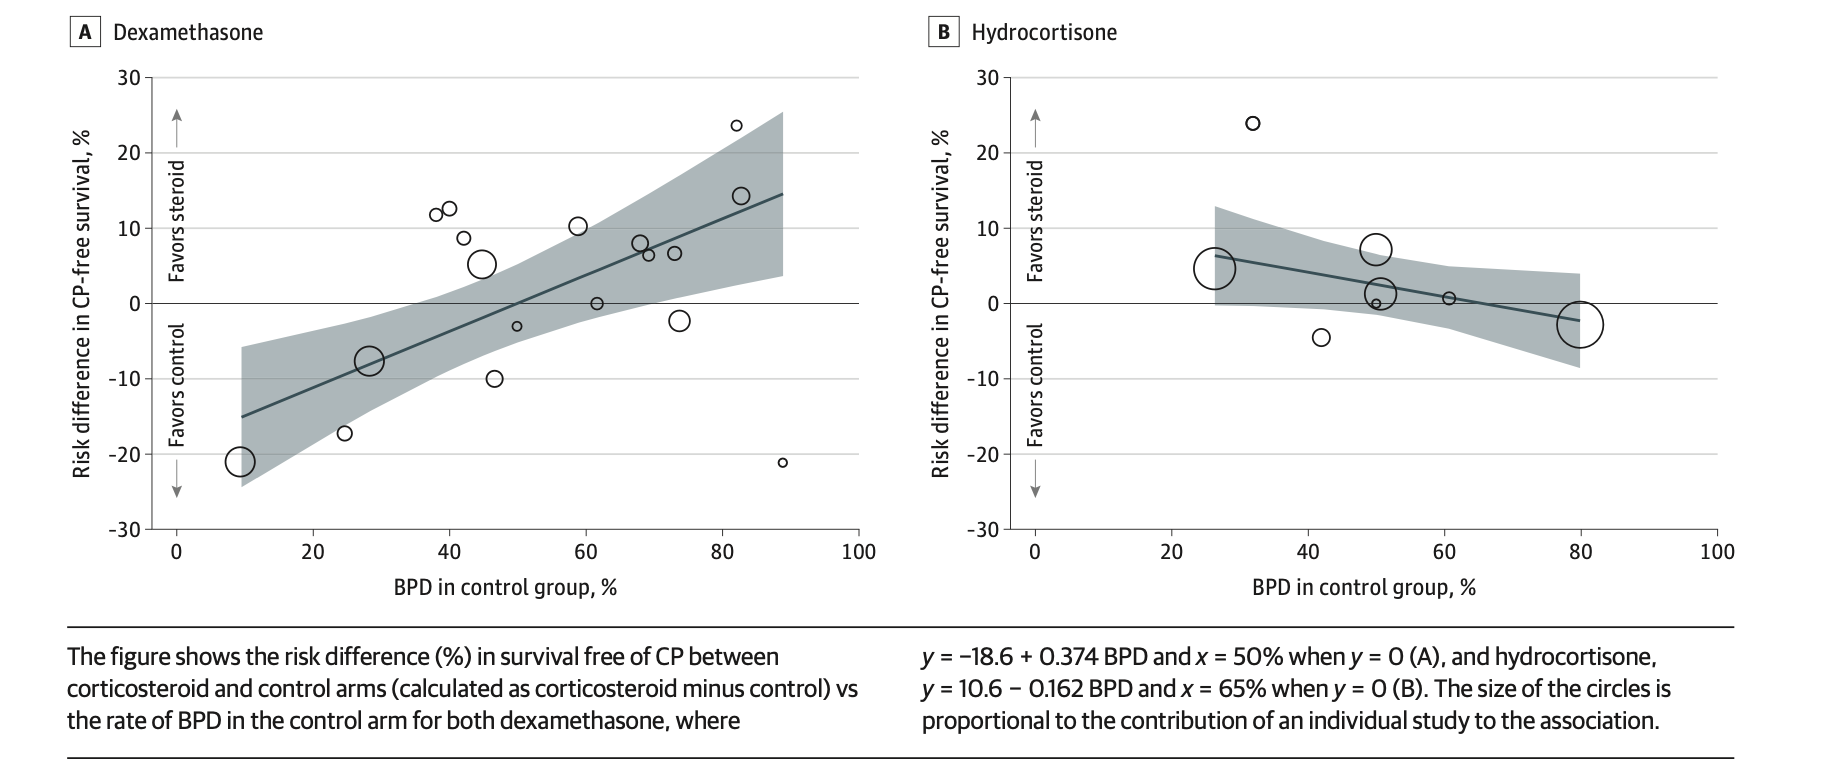 A Dexamethasone
Risk difference in CP-free survival, %
30
20
10
0
-10
-20
-30
Favors steroid
Favors control
0 20 40 60 80 100
BPD in control group, %
B Hydrocortisone
Risk difference in CP-free survival, %
30
20
10
0
-10
-20
-30
Favors steroid
Favors control
0 20 40 60 80 100
BPD in control group, %
The figure shows the risk difference (%) in survival free of CP between
corticosteroid and control arms (calculated as corticosteroid minus control) vs
the rate of BPD in the control arm for both dexamethasone, where
y = −18.6 + 0.374 BPD and x = 50% when y = 0 (A), and hydrocortisone,
y = 10.6 − 0.162 BPD and x = 65% when y = 0 (B). The size of the circles is
proportional to the contribution of an individual study to the association.